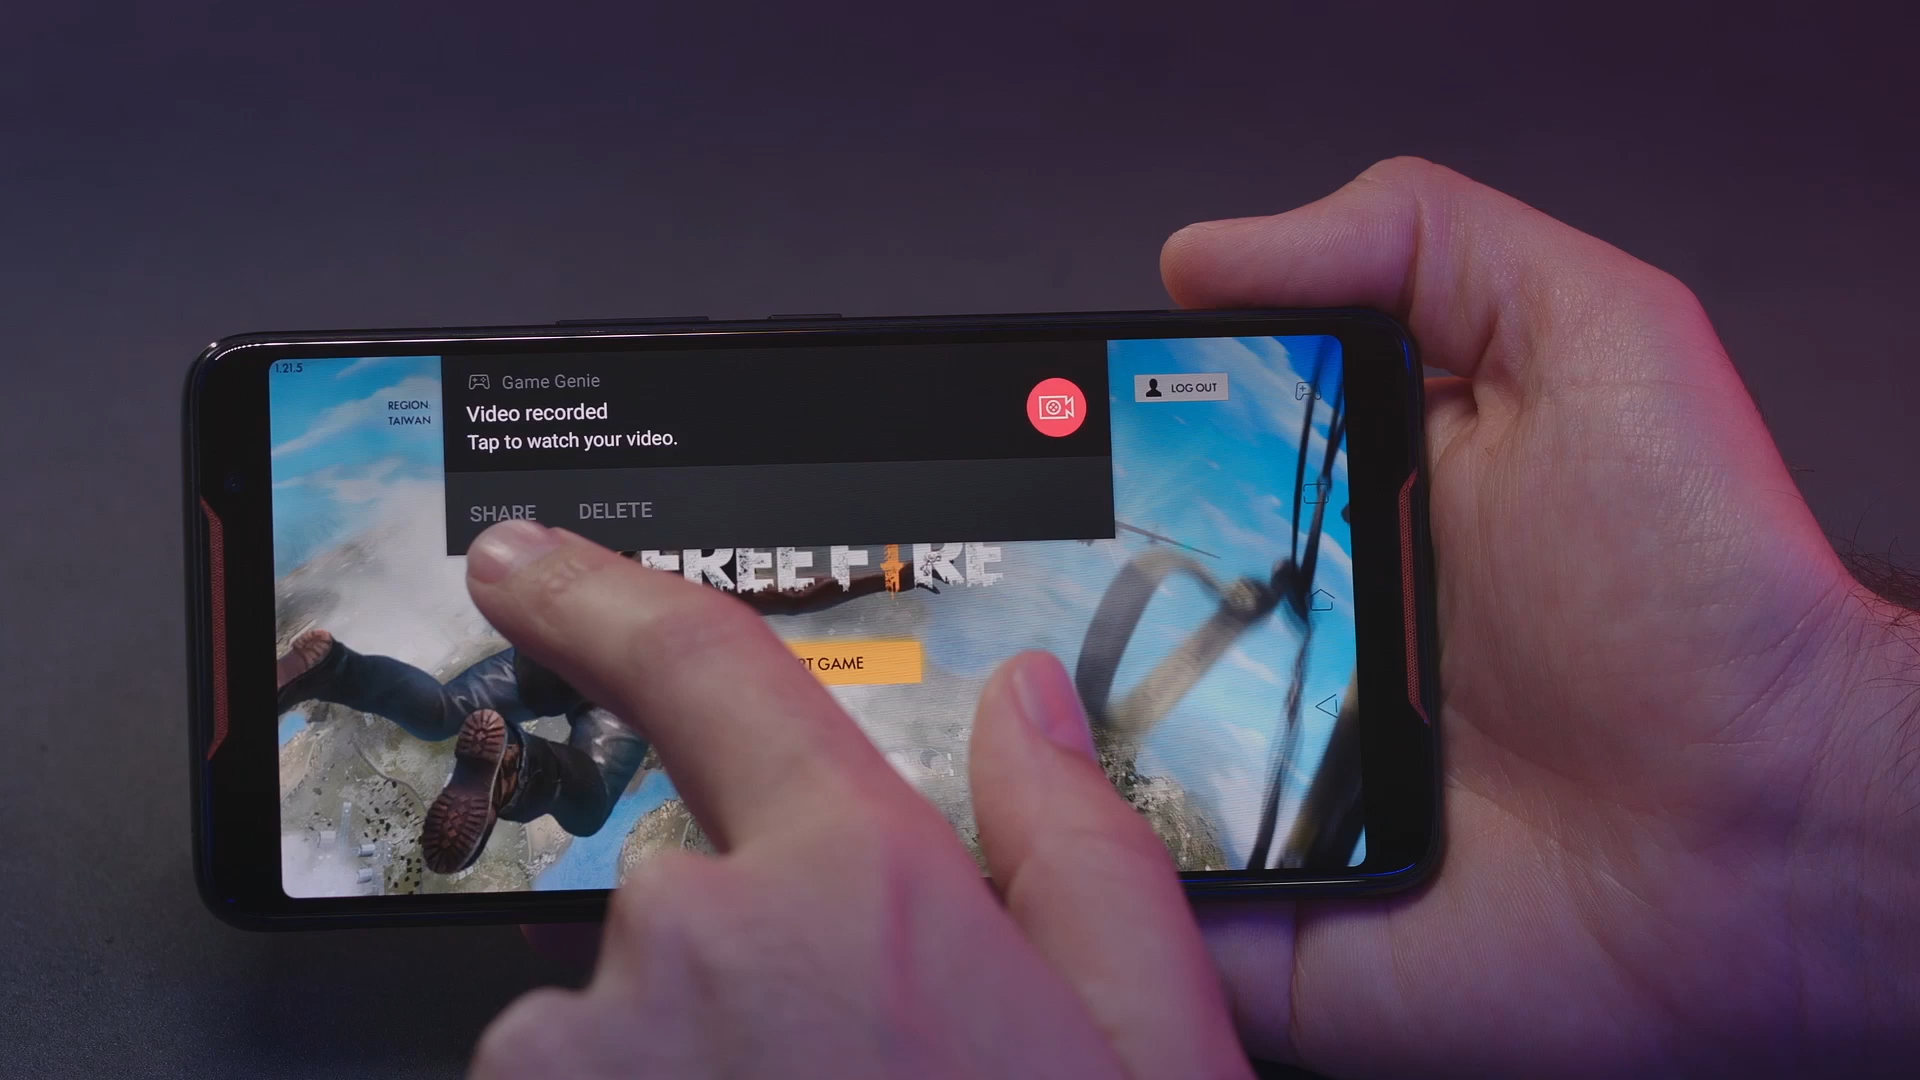 1.21.5
REGION:
TAIWAN
Game Genie
Video recorded
Tap to watch your video.
SHARE DELETE
LOG OUT
FREE FIRE
RT GAME